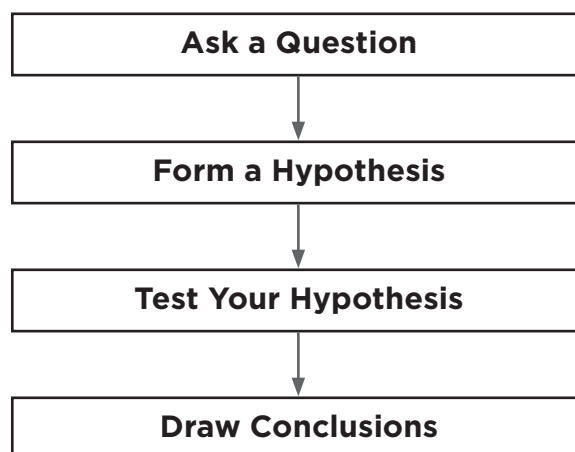 Ask a Question
Form a Hypothesis
Test Your Hypothesis
Draw Conclusions